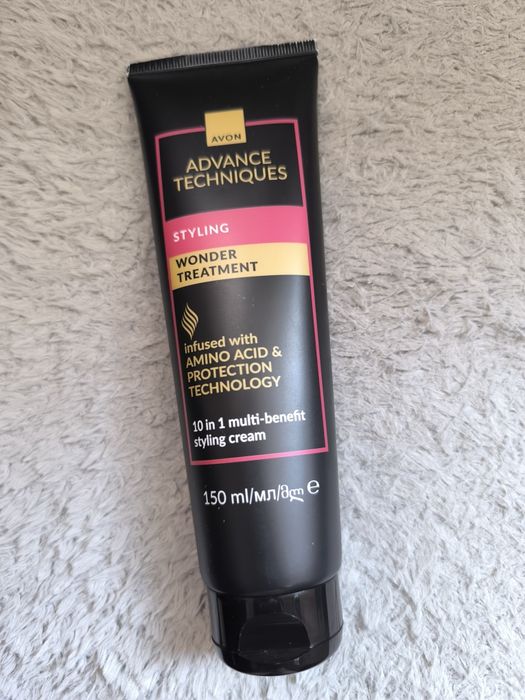 AVON
ADVANCE
TECHNIQUES
STYLING
WONDER
TREATMENT
infused with
AMINO ACID &
PROTECTION
TECHNOLOGY
10 in 1 multi-benefit
styling cream
150 ml/мл/მლ ℮